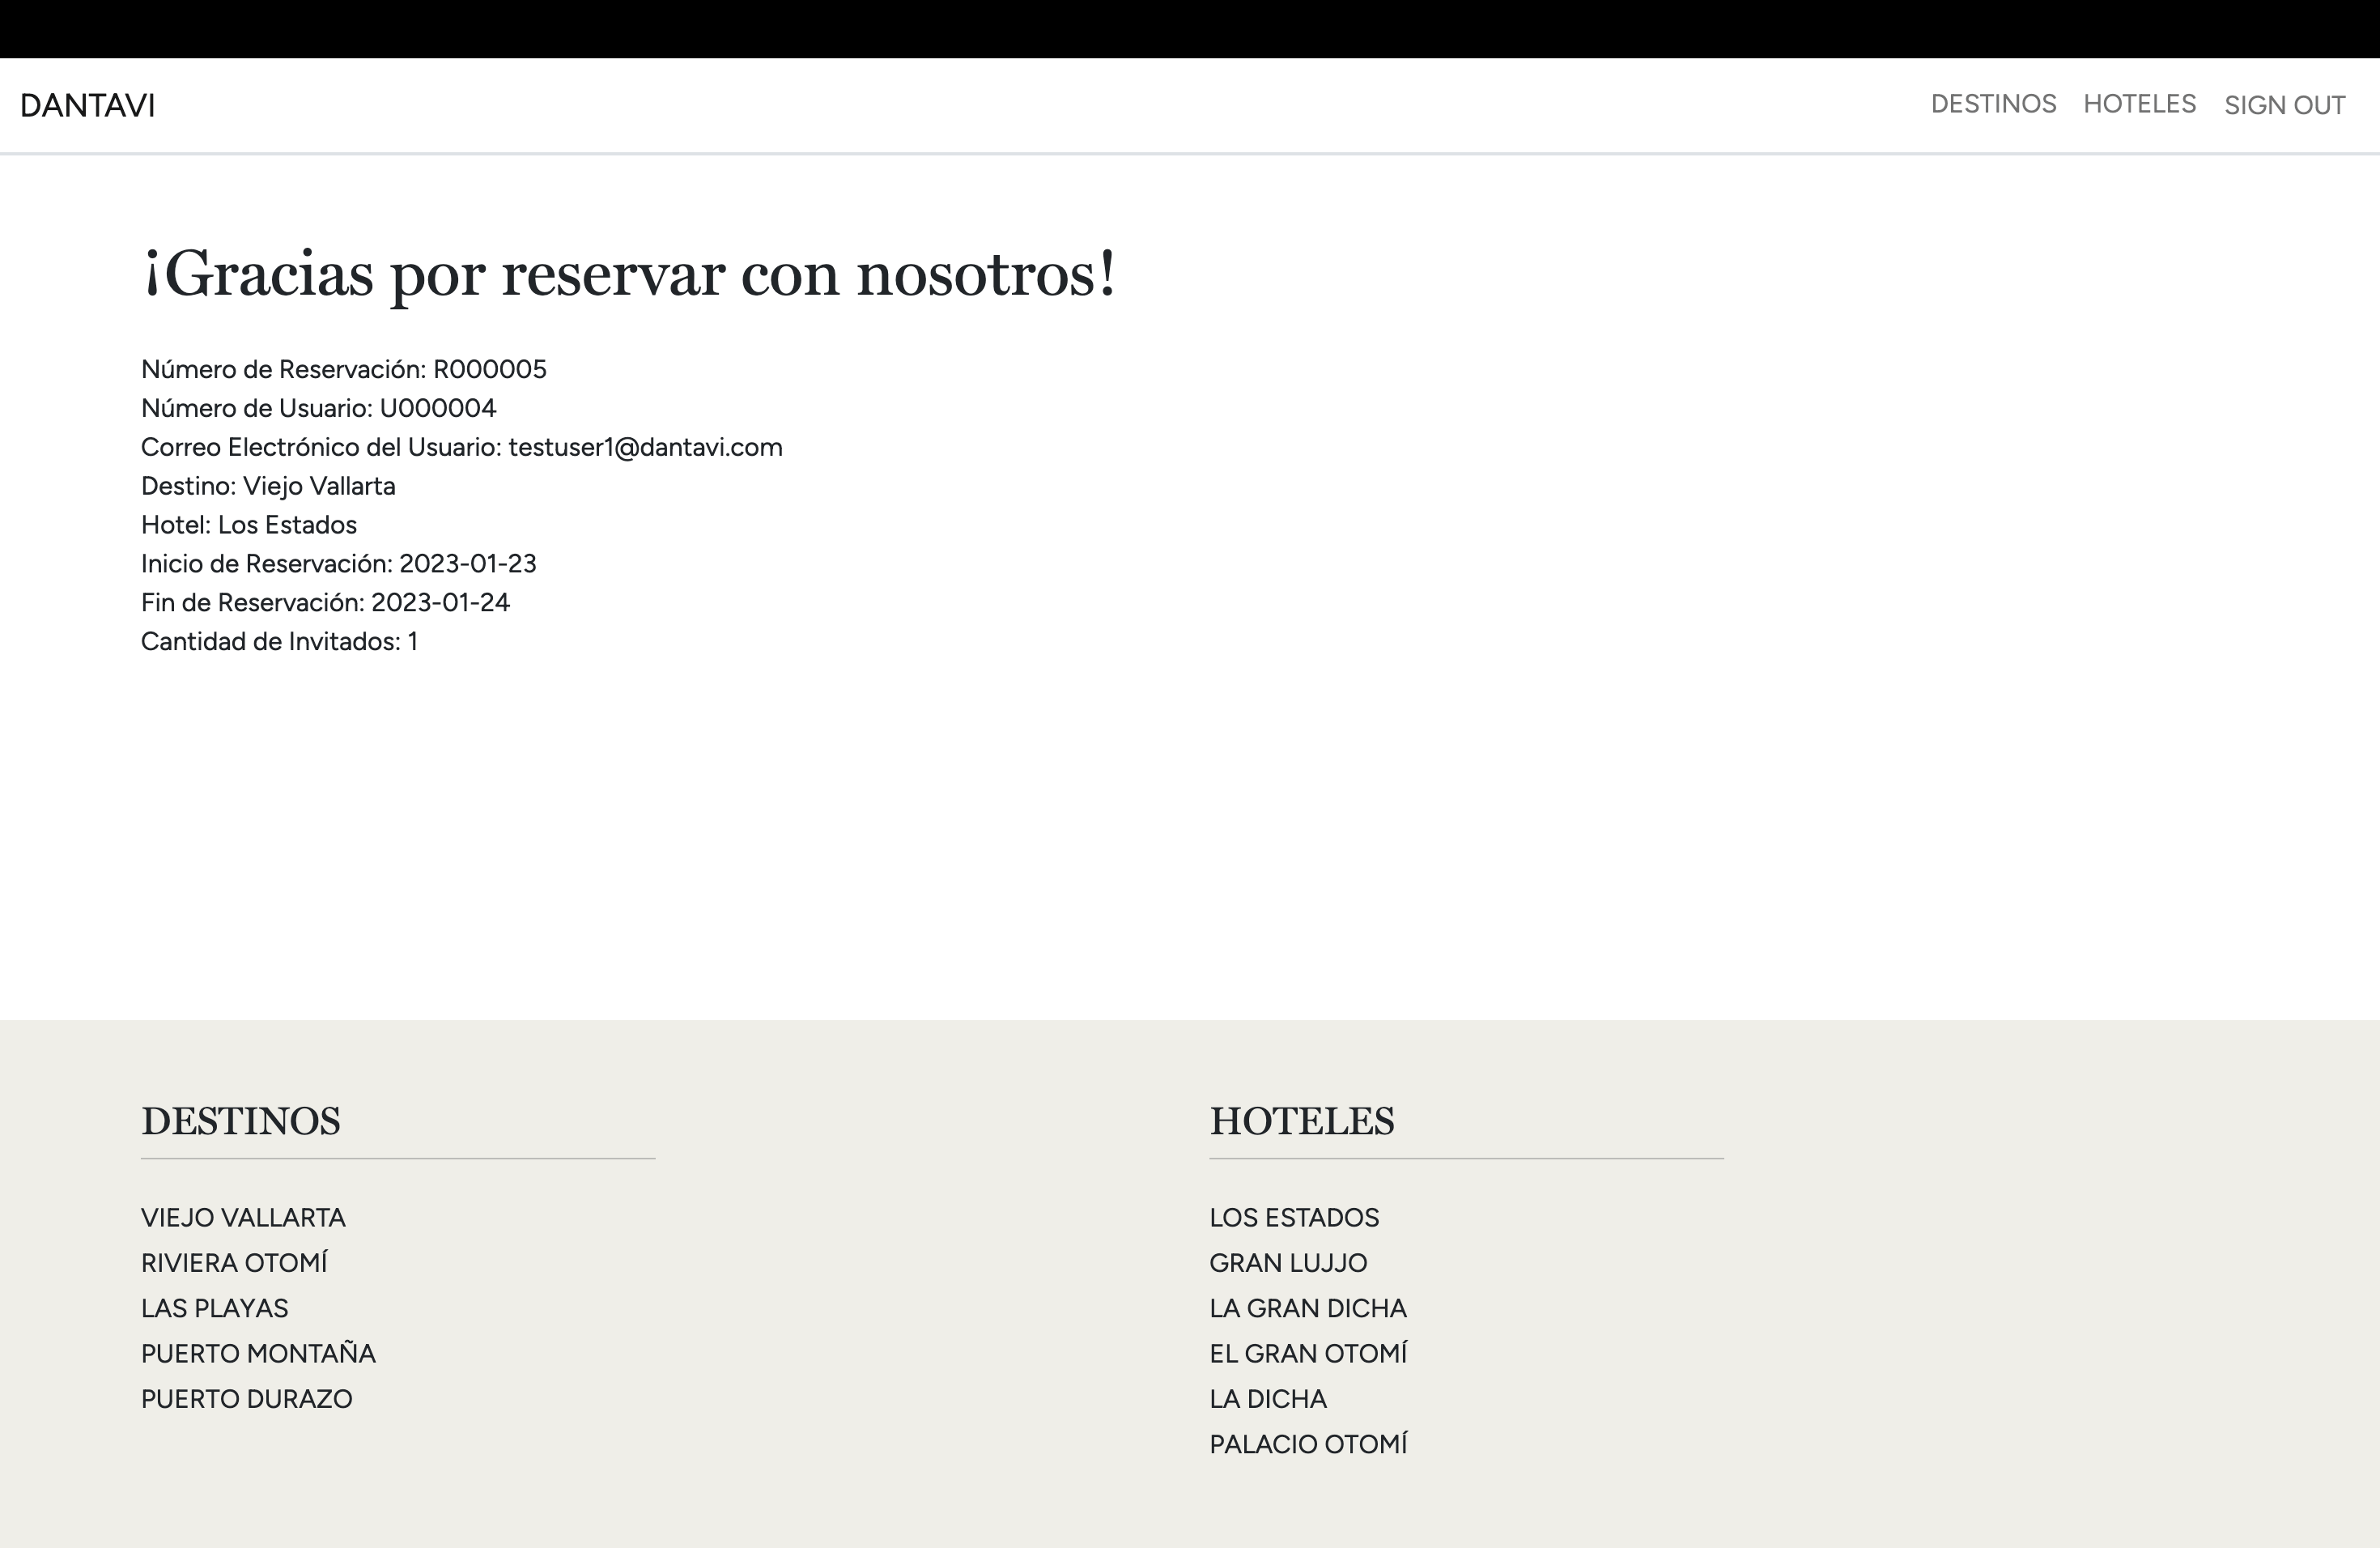 DANTAVI
DESTINOS HOTELES SIGN OUT
¡Gracias por reservar con nosotros!
Número de Reservación: R000005
Número de Usuario: U000004
Correo Electrónico del Usuario: testuser1@dantavi.com
Destino: Viejo Vallarta
Hotel: Los Estados
Inicio de Reservación: 2023-01-23
Fin de Reservación: 2023-01-24
Cantidad de Invitados: 1
DESTINOS
VIEJO VALLARTA
RIVIERA OTOMÍ
LAS PLAYAS
PUERTO MONTAÑA
PUERTO DURAZO
HOTELES
LOS ESTADOS
GRAN LUJJO
LA GRAN DICHA
EL GRAN OTOMÍ
LA DICHA
PALACIO OTOMÍ